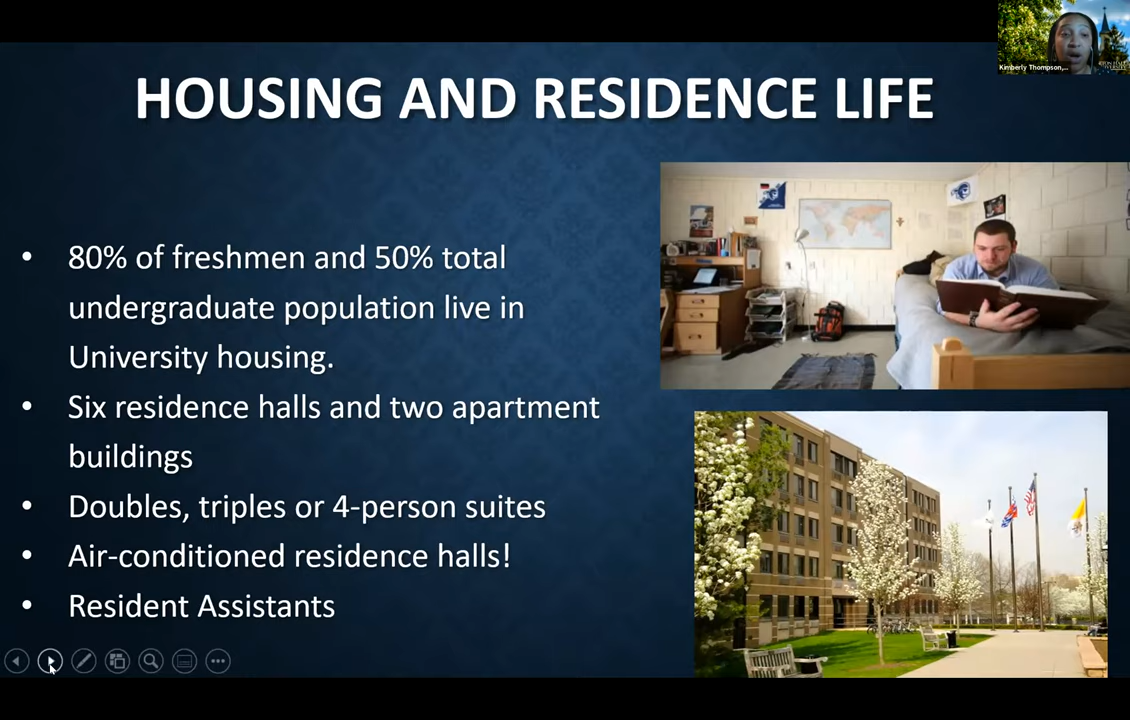 Kimberly Thompson,...
HOUSING AND RESIDENCE LIFE
• 80% of freshmen and 50% total
undergraduate population live in
University housing.
• Six residence halls and two apartment
buildings
• Doubles, triples or 4-person suites
• Air-conditioned residence halls!
• Resident Assistants